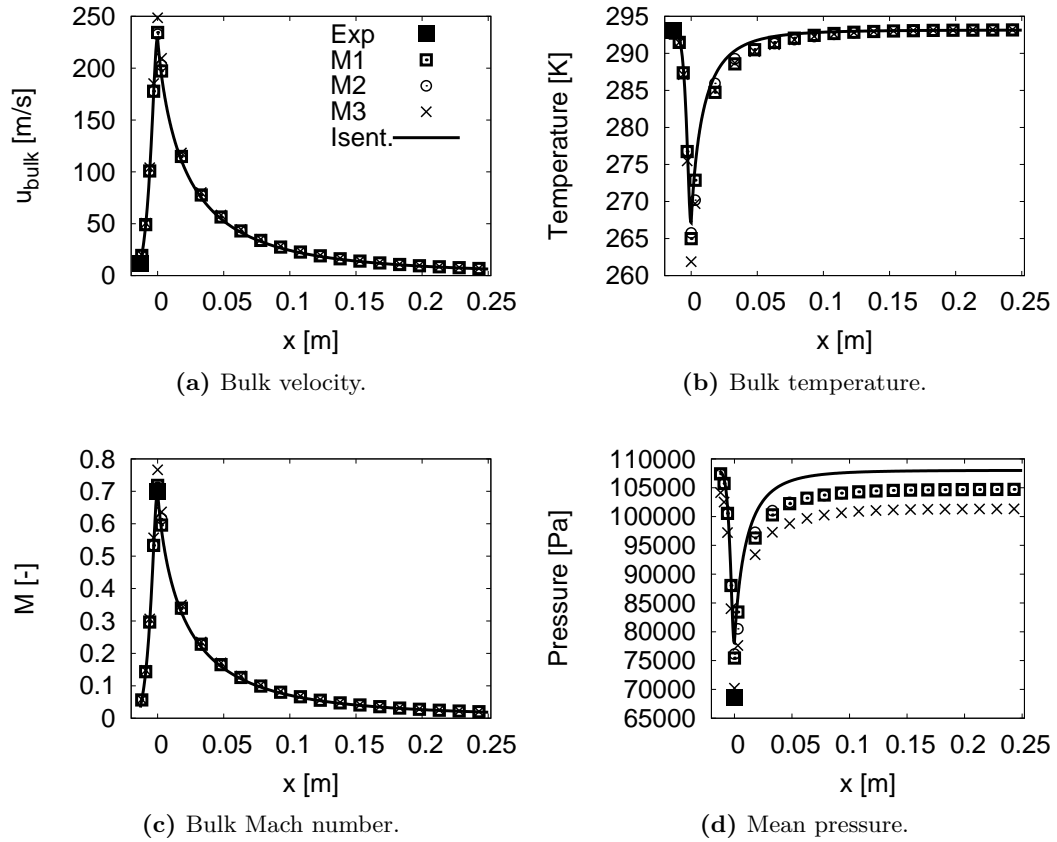 300
250
200
150
100
50
0
0 0.05 0.1 0.15 0.2 0.25
u_bulk [m/s]
x [m]
Exp
M1
M2
M3
Isent.
(a) Bulk velocity.
295
290
285
280
275
270
265
260
0 0.05 0.1 0.15 0.2 0.25
Temperature [K]
x [m]
(b) Bulk temperature.
0.8
0.7
0.6
0.5
0.4
0.3
0.2
0.1
0
0 0.05 0.1 0.15 0.2 0.25
M [-]
x [m]
(c) Bulk Mach number.
110000
105000
100000
95000
90000
85000
80000
75000
70000
65000
0 0.05 0.1 0.15 0.2 0.25
Pressure [Pa]
x [m]
(d) Mean pressure.